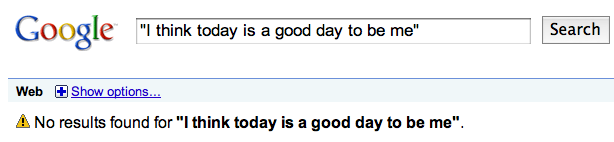 Google™ "I think today is a good day to be me" Search
Web Show options...
No results found for "I think today is a good day to be me".